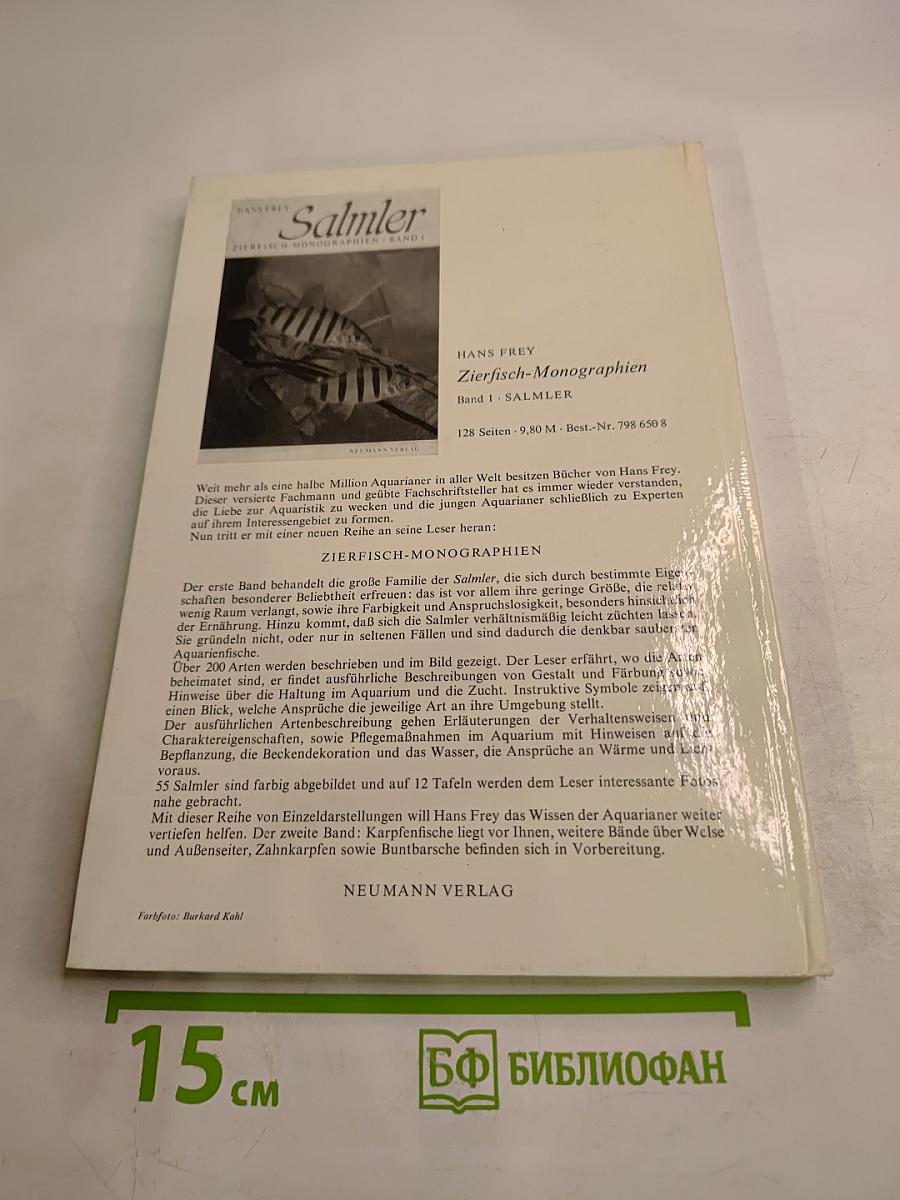 HANS FREY
Salmler
ZIERFISCH-MONOGRAPHIEN · BAND 1
NEUMANN VERLAG
HANS FREY
Zierfisch-Monographien
Band 1 · SALMLER
128 Seiten · 9,80 M · Best.-Nr. 798 650 8
Weit mehr als eine halbe Million Aquarianer in aller Welt besitzen Bücher von Hans Frey.
Dieser versierte Fachmann und geübte Fachschriftsteller hat es immer wieder verstanden,
die Liebe zur Aquaristik zu wecken und die jungen Aquarianer schließlich zu Experten
auf ihrem Interessengebiet zu formen.
Nun tritt er mit einer neuen Reihe an seine Leser heran:
ZIERFISCH-MONOGRAPHIEN
Der erste Band behandelt die große Familie der Salmler, die sich durch bestimmte Eigen-
schaften besonderer Beliebtheit erfreuen: das ist vor allem ihre geringe Größe, die relativ
wenig Raum verlangt, sowie ihre Farbigkeit und Anspruchslosigkeit, besonders hinsichtlich
der Ernährung. Hinzu kommt, daß sich die Salmler verhältnismäßig leicht züchten lassen.
Sie gründeln nicht, oder nur in seltenen Fällen und sind dadurch die denkbar saubersten
Aquarienfische.
Über 200 Arten werden beschrieben und im Bild gezeigt. Der Leser erfährt, wo die Arten
beheimatet sind, er findet ausführliche Beschreibungen von Gestalt und Färbung sowie
Hinweise über die Haltung im Aquarium und die Zucht. Instruktive Symbole zeigen auf
einen Blick, welche Ansprüche die jeweilige Art an ihre Umgebung stellt.
Der ausführlichen Artenbeschreibung gehen Erläuterungen der Verhaltensweisen und
Charaktereigenschaften, sowie Pflegemaßnahmen im Aquarium mit Hinweisen auf die
Bepflanzung, die Beckendekoration und das Wasser, die Ansprüche an Wärme und Licht
voraus.
55 Salmler sind farbig abgebildet und auf 12 Tafeln werden dem Leser interessante Fotos
nahe gebracht.
Mit dieser Reihe von Einzeldarstellungen will Hans Frey das Wissen der Aquarianer weiter
vertiefen helfen. Der zweite Band: Karpfenfische liegt vor Ihnen, weitere Bände über Welse
und Außenseiter, Zahnkarpfen sowie Buntbarsche befinden sich in Vorbereitung.
NEUMANN VERLAG
Farbfoto: Burkard Kahl
15 см
БФ БИБЛИОФАН